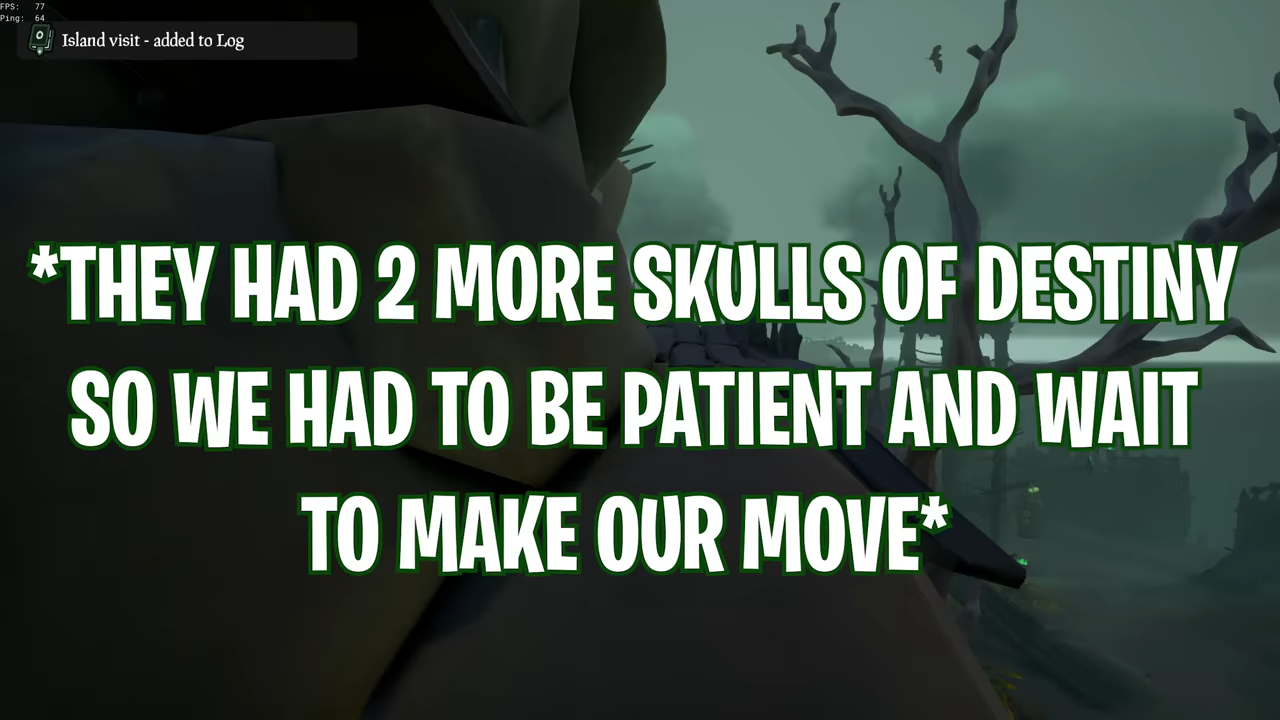 FPS: 77
Ping: 64
Island visit - added to Log
*THEY HAD 2 MORE SKULLS OF DESTINY
SO WE HAD TO BE PATIENT AND WAIT
TO MAKE OUR MOVE*